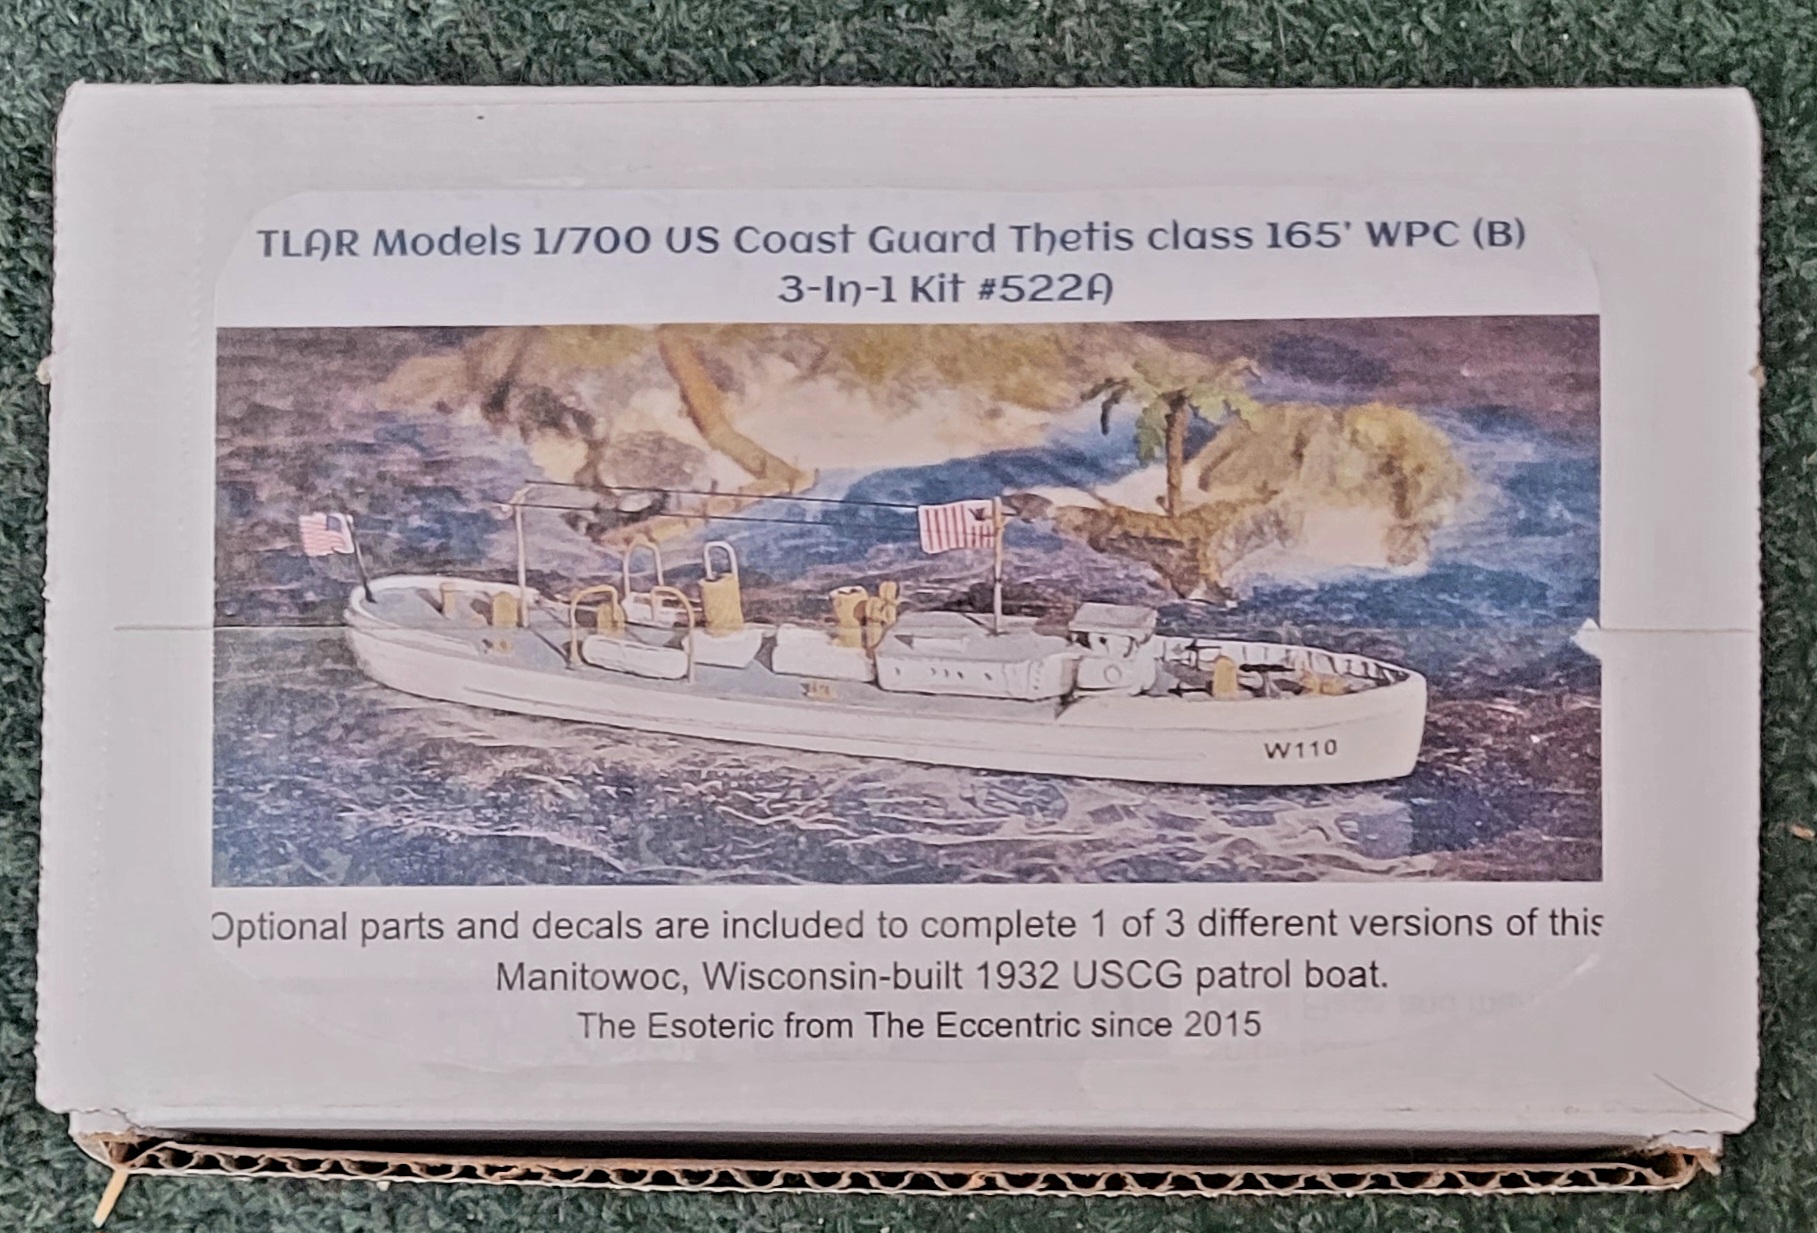 TLAR Models 1/700 US Coast Guard Thetis class 165' WPC (B)
3-In-1 Kit #522A
W110
Optional parts and decals are included to complete 1 of 3 different versions of this
Manitowoc, Wisconsin-built 1932 USCG patrol boat.
The Esoteric from The Eccentric since 2015